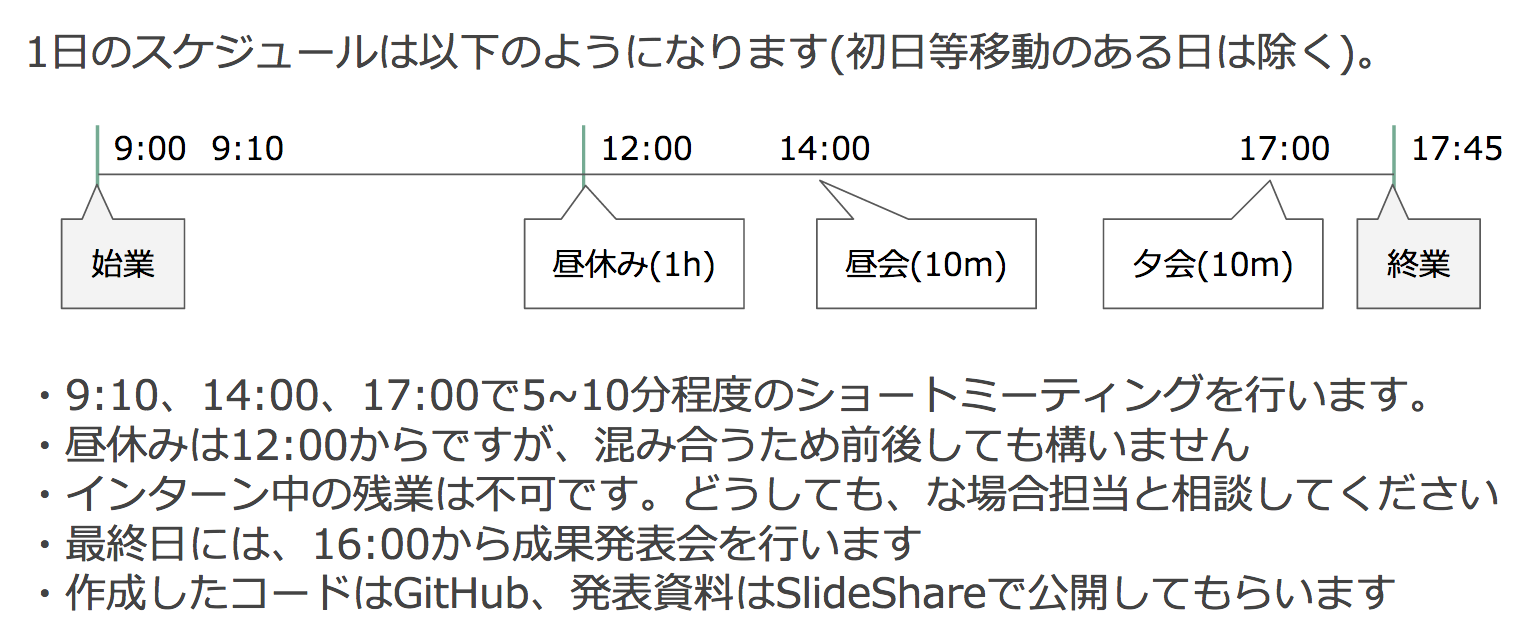 1日のスケジュールは以下のようになります(初日等移動のある日は除く)。
9:00 9:10 12:00 14:00 17:00 17:45
始業 昼休み(1h) 昼会(10m) 夕会(10m) 終業
・9:10、14:00、17:00で5~10分程度のショートミーティングを行います。
・昼休みは12:00からですが、混み合うため前後しても構いません
・インターン中の残業は不可です。どうしても、な場合担当と相談してください
・最終日には、16:00から成果発表会を行います
・作成したコードはGitHub、発表資料はSlideShareで公開してもらいます